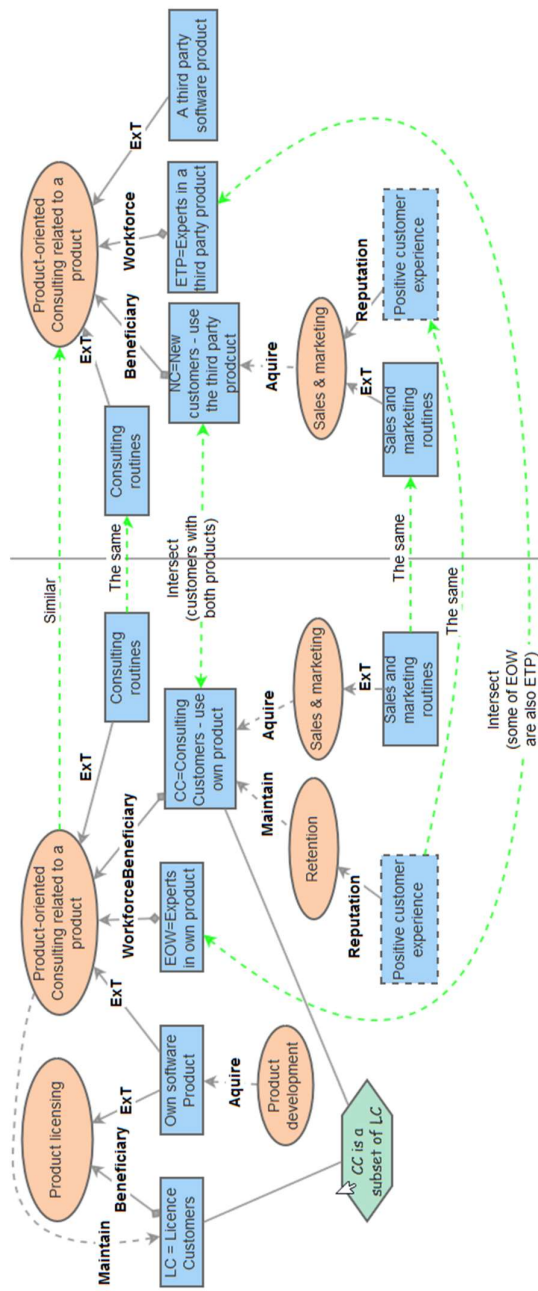 Product licensing
Product-oriented
Consulting related to a
product
Similar
Product-oriented
Consulting related to a
product
Maintain
Beneficiary
ExT
ExT
Workforce
Beneficiary
ExT
ExT
Beneficiary
Workforce
ExT
LC = Licence
Customers
Own software
Product
EOW=Experts
in own product
CC=Consulting
Customers - use
own product
Consulting
routines
The same
Consulting
routines
NC=New
customers - use
the third party
prodcuct
ETP=Experts in a
third party product
A third party
software product
Intersect
(customers with
both products)
Aquire
Product
development
Maintain
Aquire
Aquire
Retention
Sales & marketing
Sales & marketing
Reputation
ExT
ExT
Reputation
CC is a
subset of LC
Positive customer
experience
Sales and
marketing
routines
The same
Sales and
marketing
routines
Positive customer
experience
The same
Intersect
(some of EOW
are also ETP)